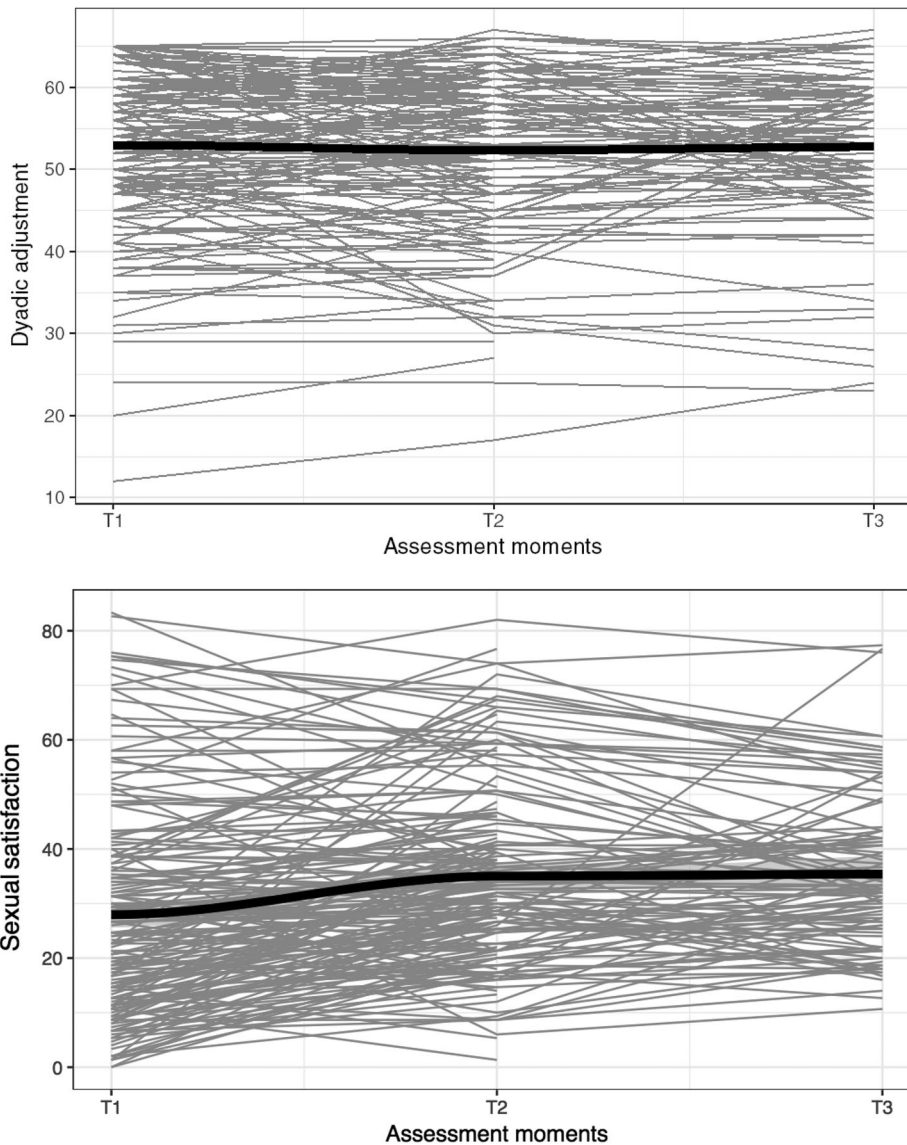 Dyadic adjustment
60
50
40
30
20
10
T1 T2 T3
Assessment moments
Sexual satisfaction
80
60
40
20
0
T1 T2 T3
Assessment moments